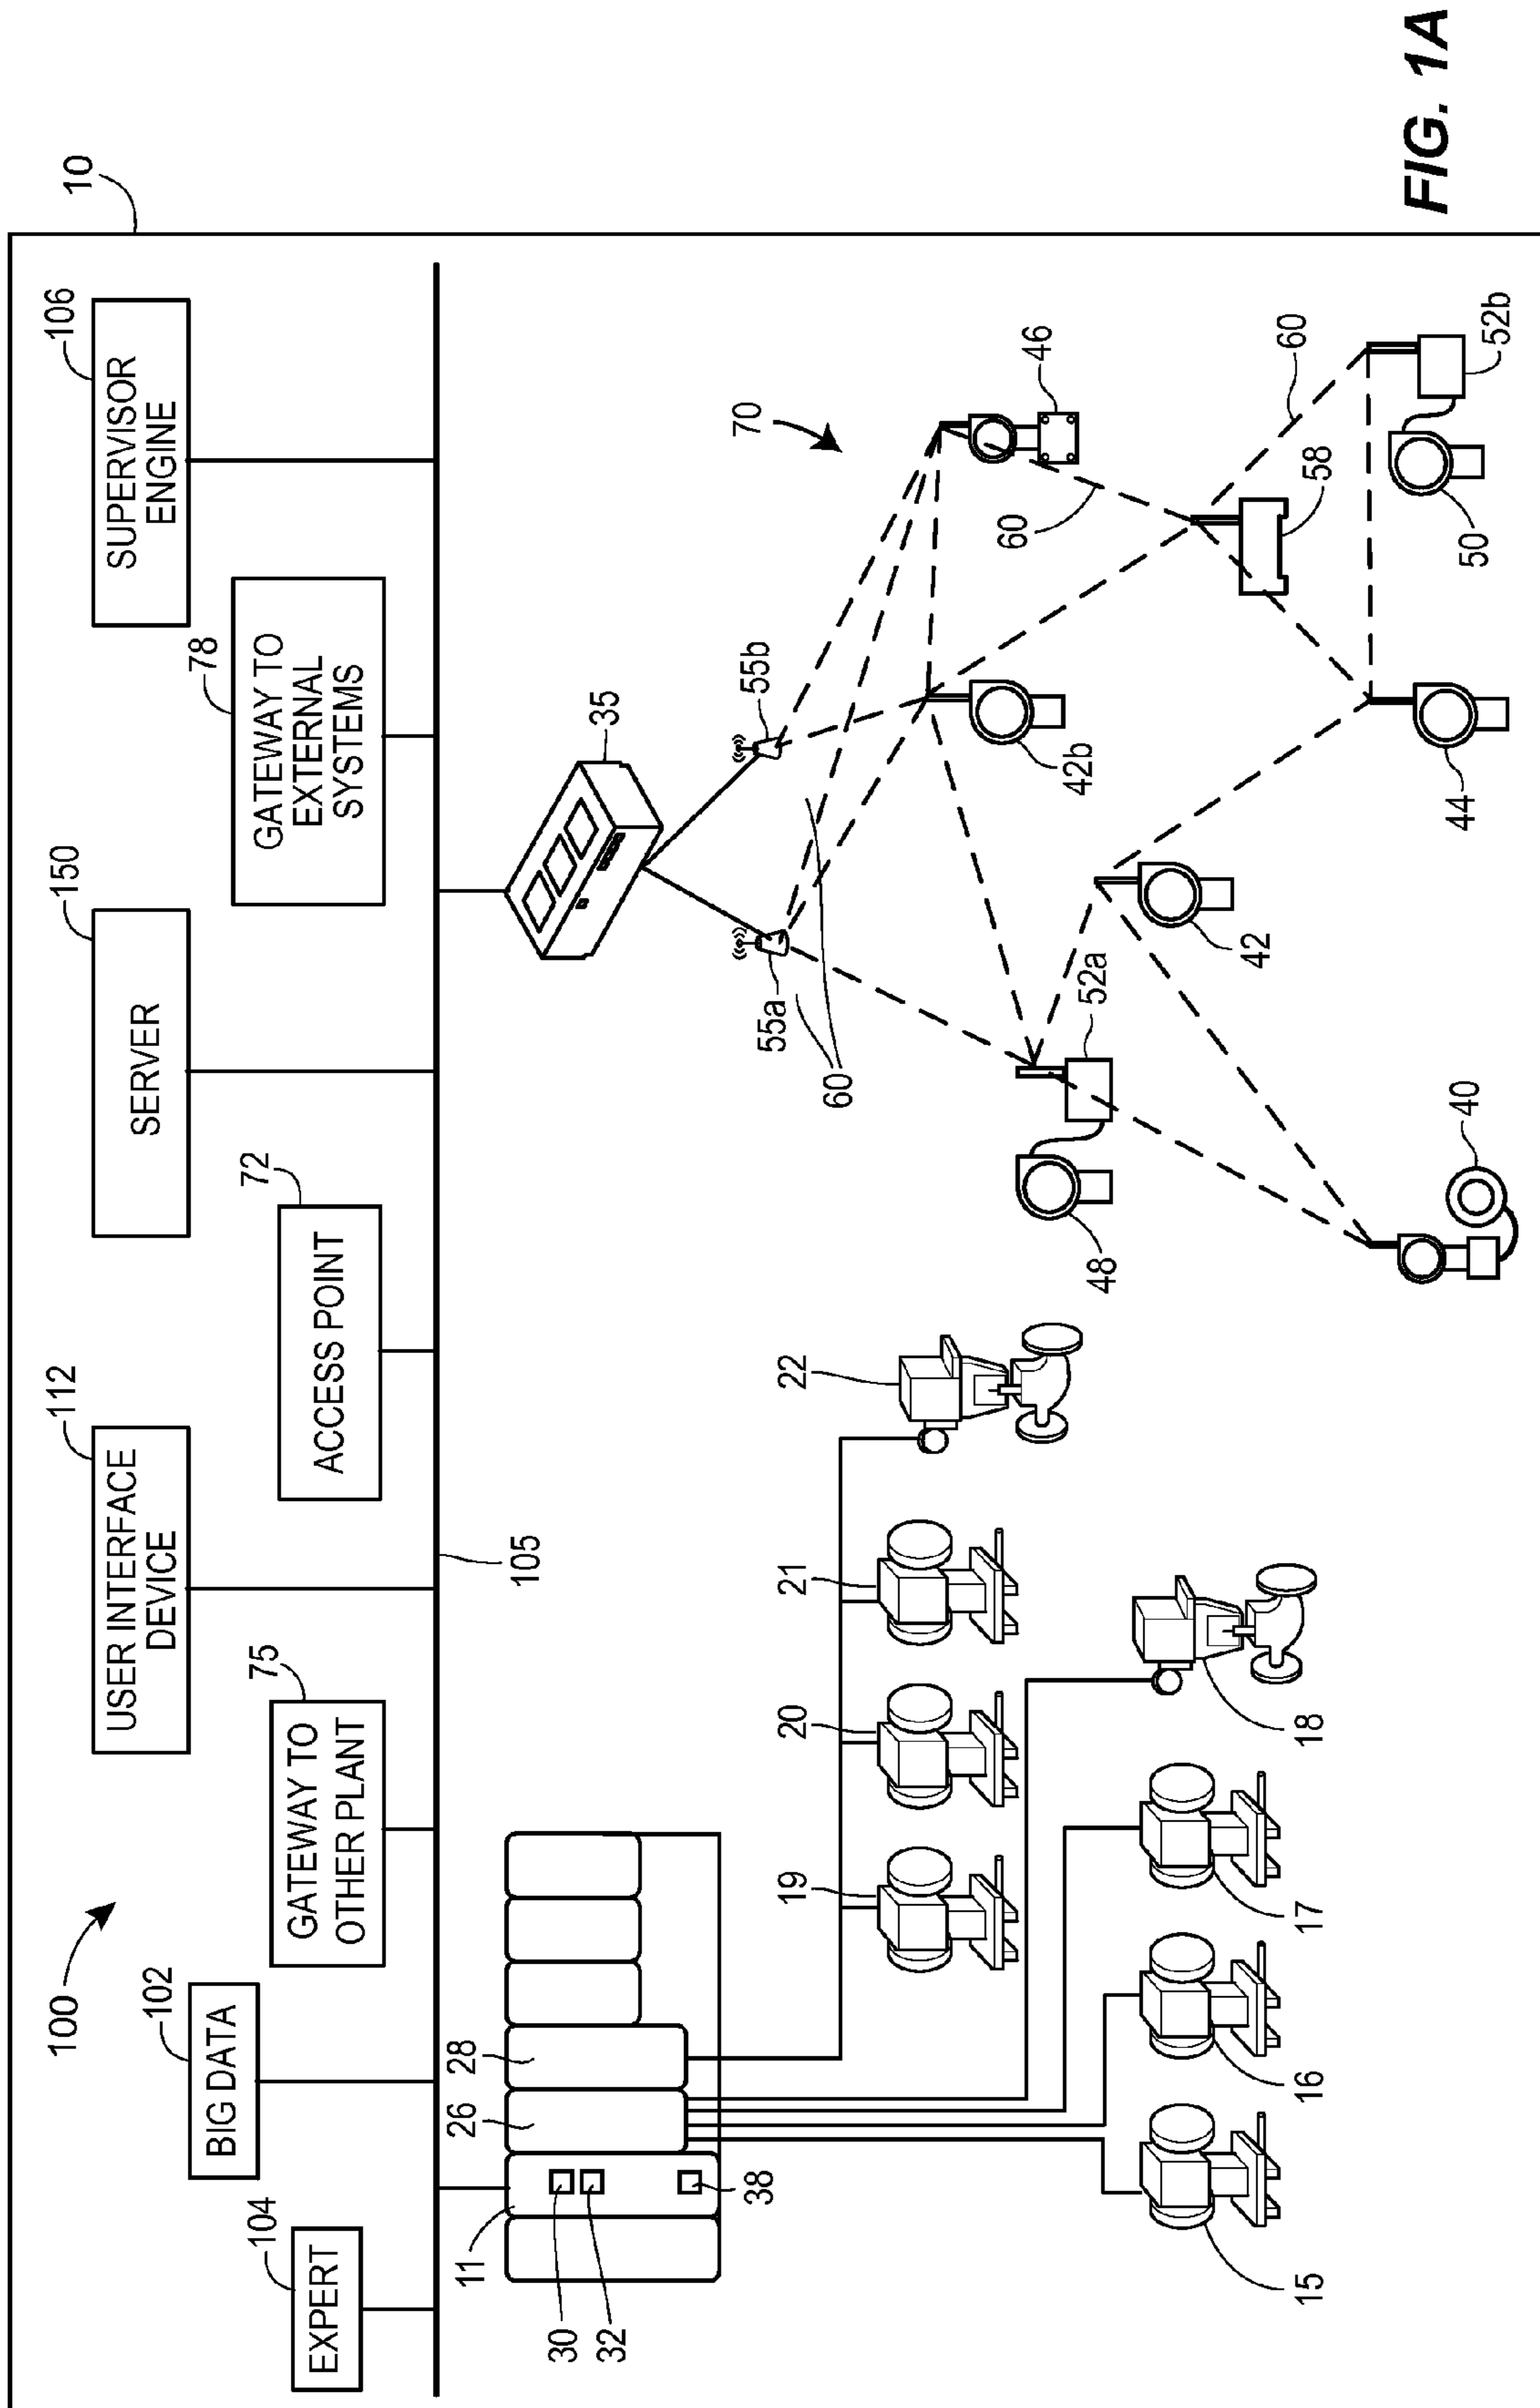 10
100
EXPERT
104
BIG DATA
102
GATEWAY TO
OTHER PLANT
75
USER INTERFACE
DEVICE
112
ACCESS POINT
72
SERVER
150
GATEWAY TO
EXTERNAL
SYSTEMS
78
SUPERVISOR
ENGINE
106
105
11
26
28
30
32
38
35
55a
55b
60
70
46
60
60
42b
52a
48
42
58
52b
50
44
40
19
20
21
22
15
16
17
18
FIG. 1A